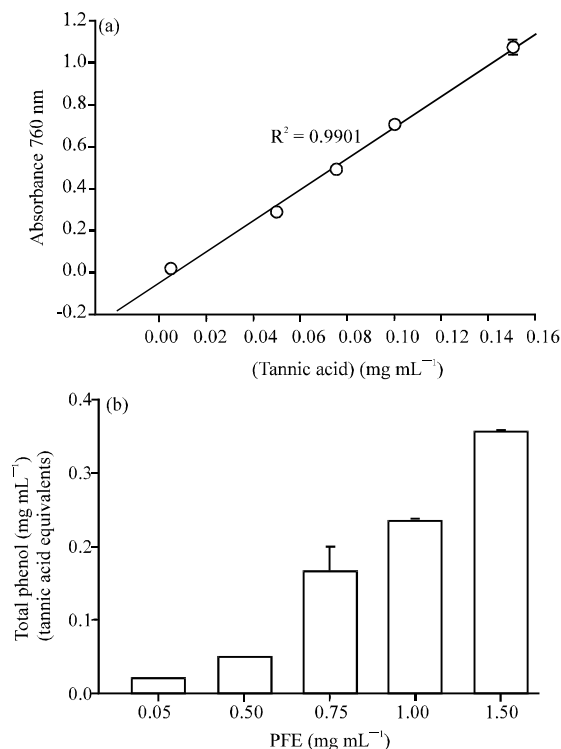 (a)
Absorbance 760 nm
1.2
1.0
0.8
0.6
0.4
0.2
0.0
-0.2
R² = 0.9901
0.00 0.02 0.04 0.06 0.08 0.10 0.12 0.14 0.16
(Tannic acid) (mg mL⁻¹)
(b)
Total phenol (mg mL⁻¹)
(tannic acid equivalents)
0.4
0.3
0.2
0.1
0.0
0.05 0.50 0.75 1.00 1.50
PFE (mg mL⁻¹)